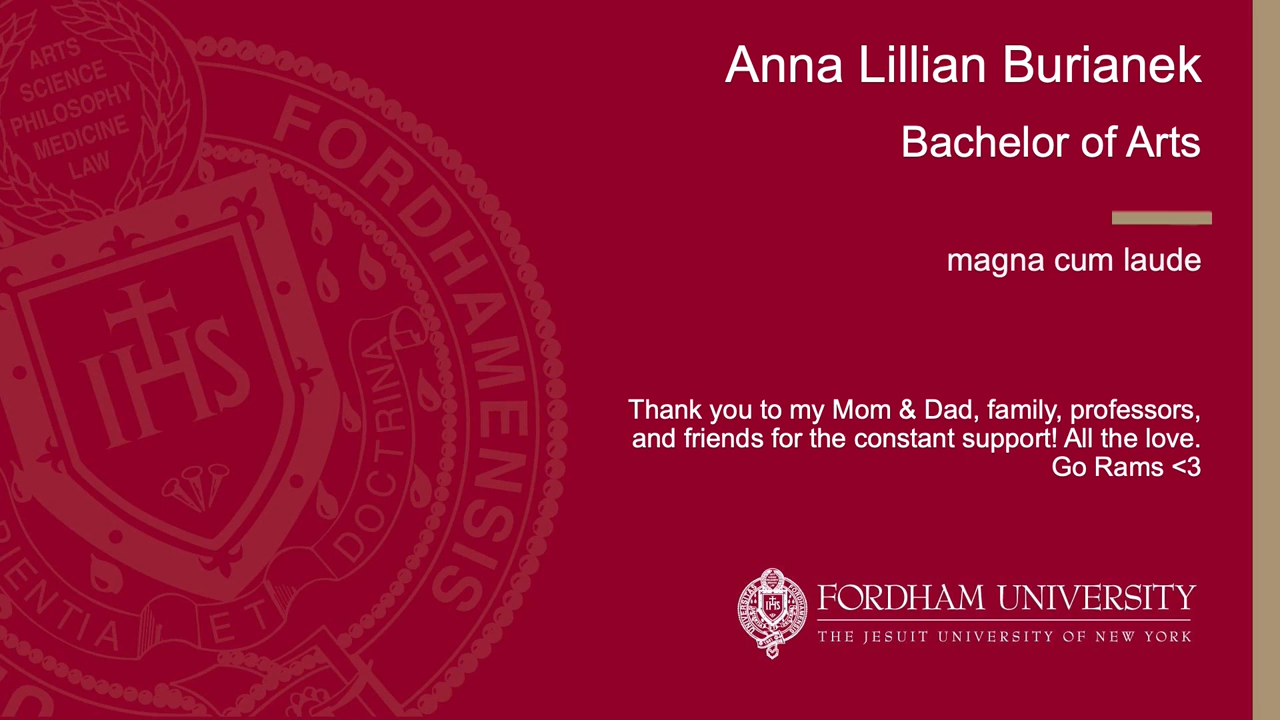 ARTS
SCIENCE
PHILOSOPHY
MEDICINE
LAW
FORDHAMENSIS
IHS
DOCTRINA
ET
Anna Lillian Burianek
Bachelor of Arts
magna cum laude
Thank you to my Mom & Dad, family, professors,
and friends for the constant support! All the love.
Go Rams <3
FORDHAM UNIVERSITY
THE JESUIT UNIVERSITY OF NEW YORK